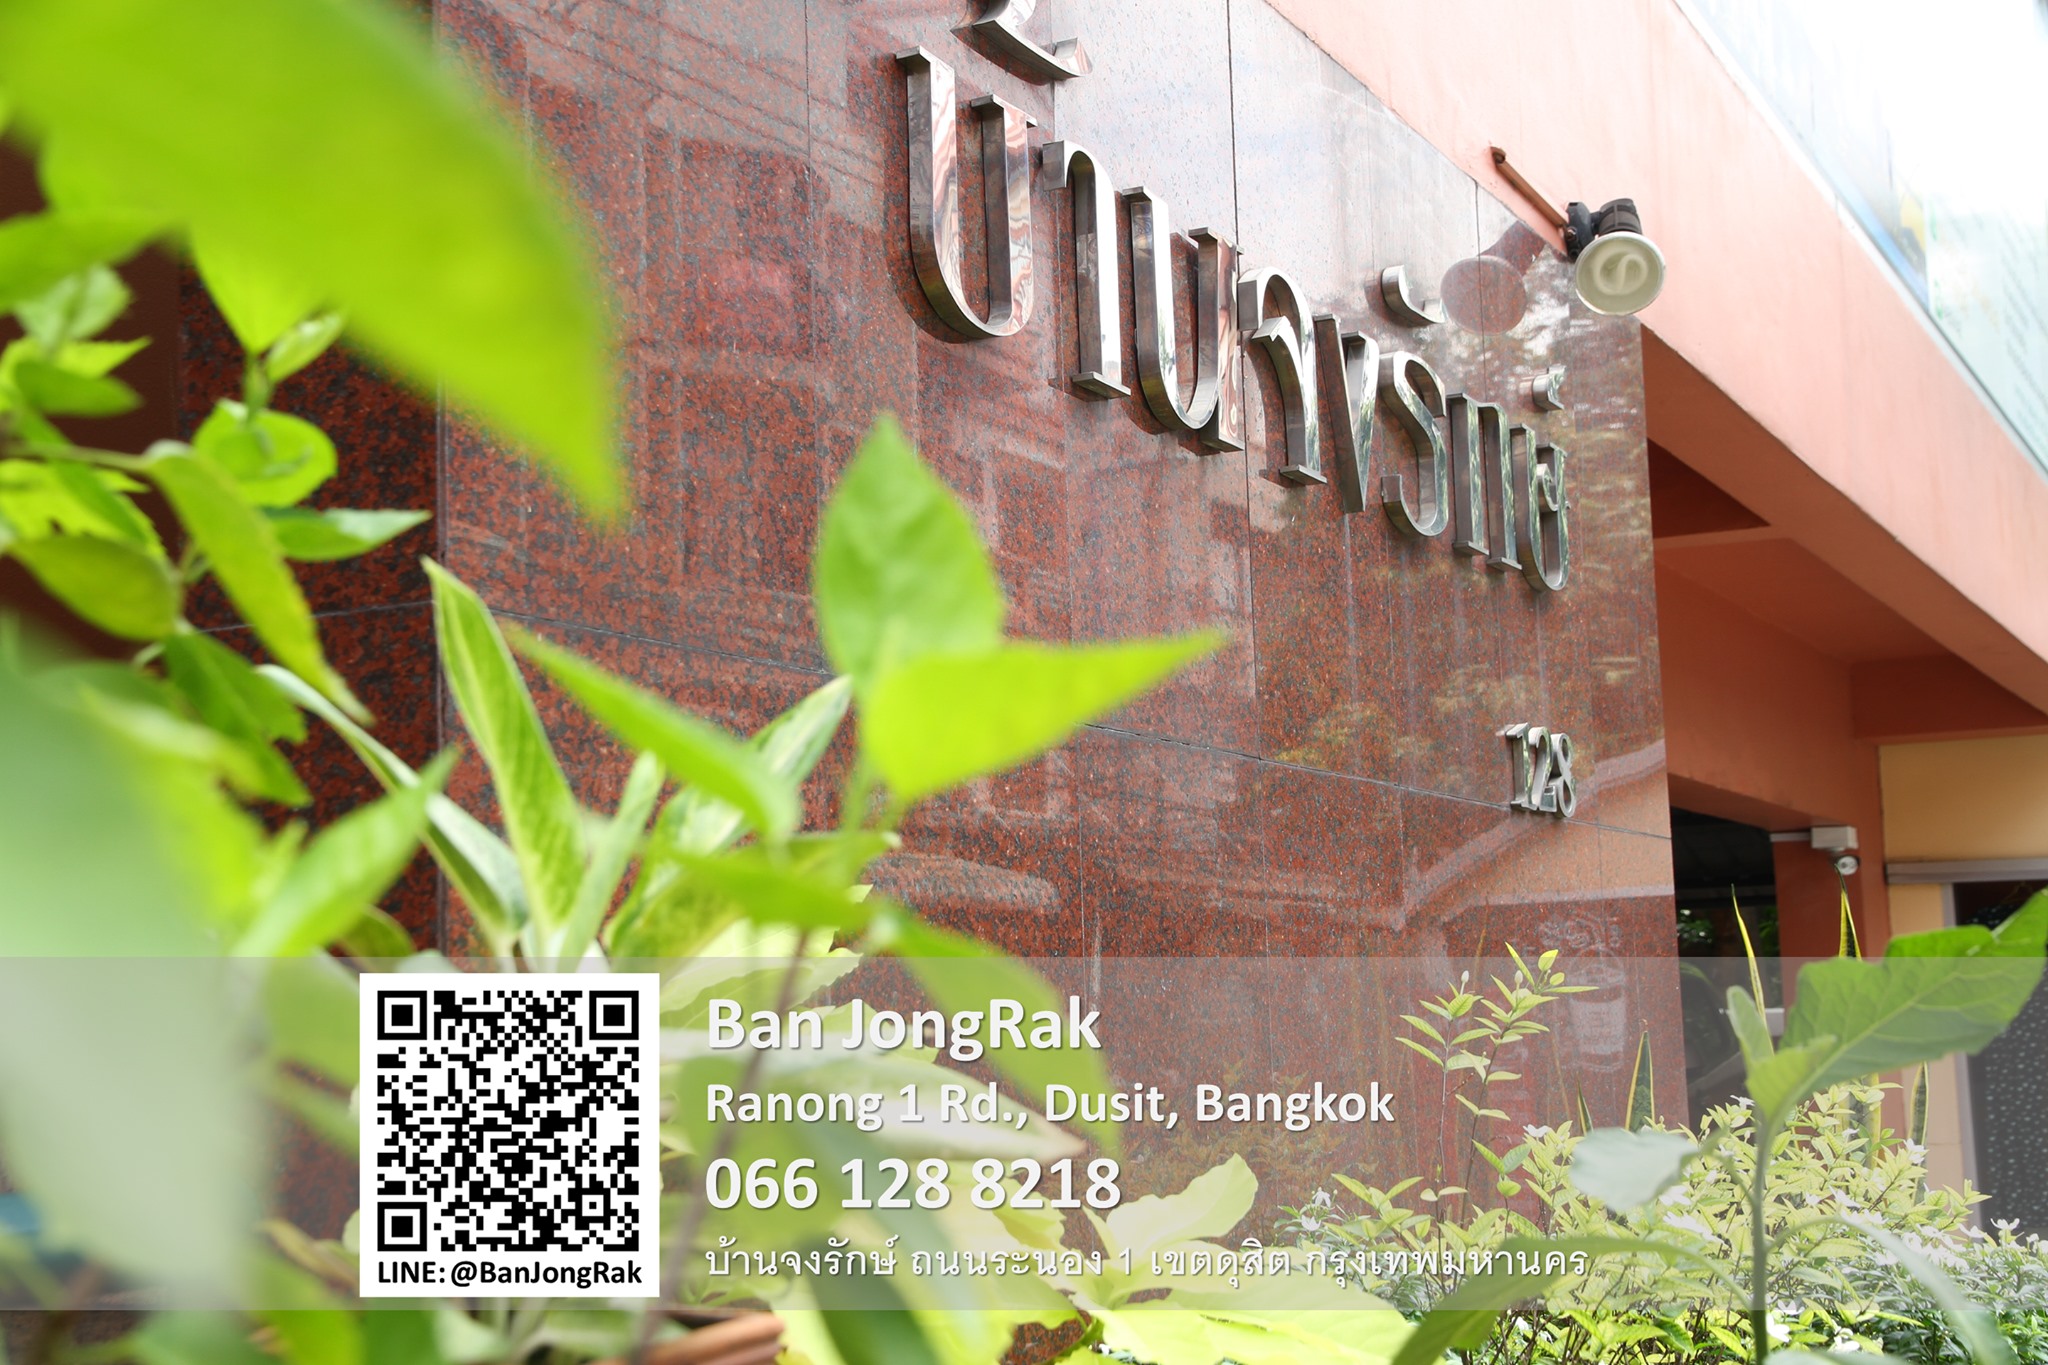 บ้านจงรักษ์
128
Ban JongRak
Ranong 1 Rd., Dusit, Bangkok
066 128 8218
บ้านจงรักษ์ ถนนระนอง 1 เขตดุสิต กรุงเทพมหานคร
LINE: @BanJongRak